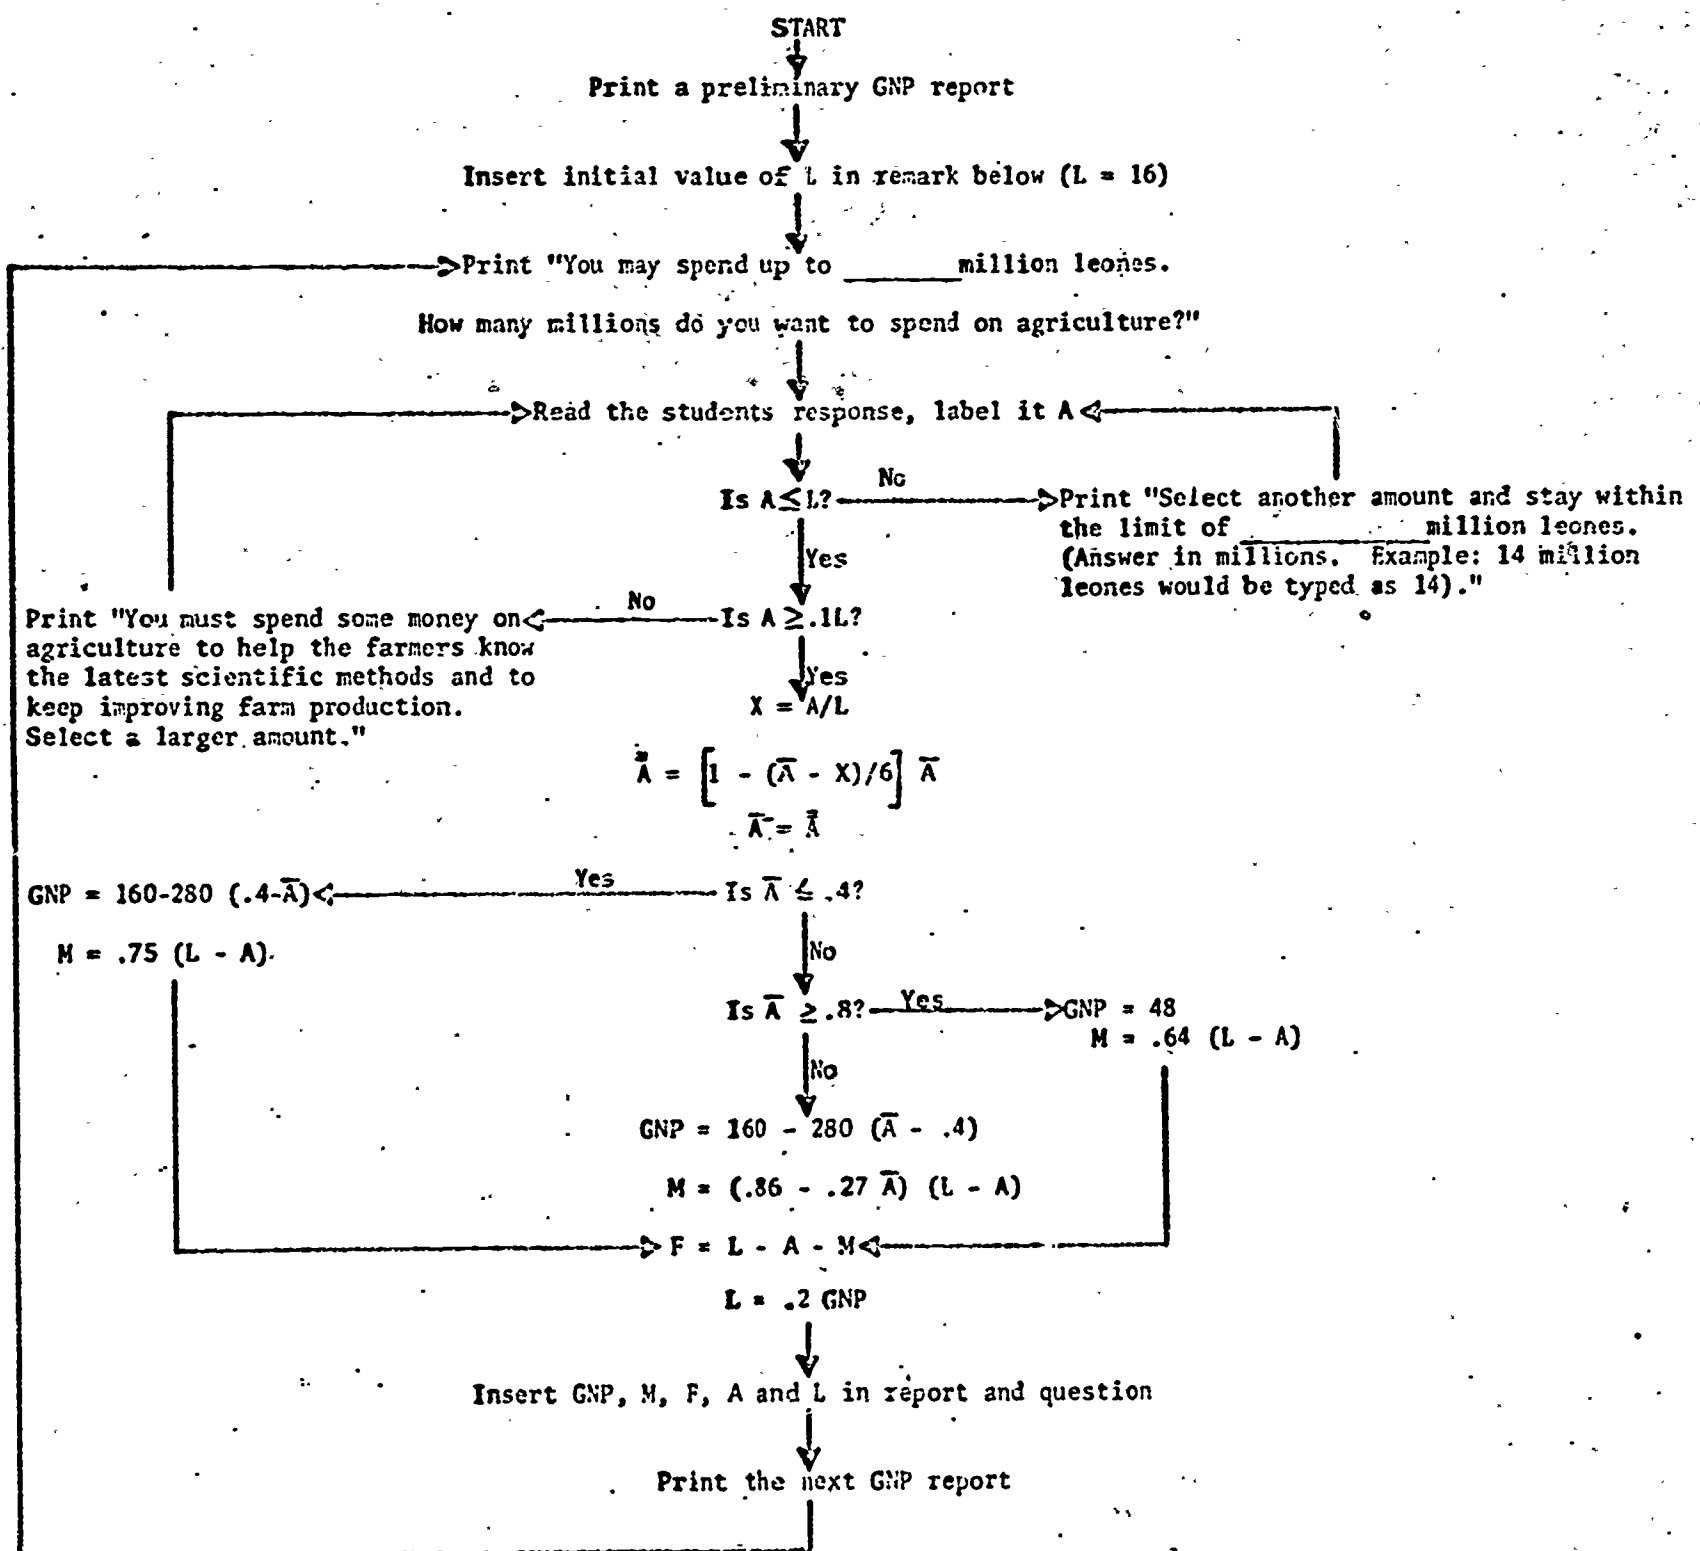 START
Print a preliminary GNP report
Insert initial value of L in remark below (L = 16)
Print "You may spend up to ______ million leones.
How many millions do you want to spend on agriculture?"
Read the students response, label it A
Is A ≤ L?
No
Print "Select another amount and stay within
the limit of __________ million leones.
(Answer in millions. Example: 14 million
leones would be typed as 14)."
Yes
Is A ≥ .1L?
No
Print "You must spend some money on
agriculture to help the farmers know
the latest scientific methods and to
keep improving farm production.
Select a larger amount."
Yes
X = A/L
A̿ = [1 - (A̅ - X)/6] A̅
A̅ = A̿
Is A̅ ≤ .4?
Yes
GNP = 160-280 (.4-A̅)
M = .75 (L - A)
No
Is A̅ ≥ .8?
Yes
GNP = 48
M = .64 (L - A)
No
GNP = 160 - 280 (A̅ - .4)
M = (.86 - .27 A̅) (L - A)
F = L - A - M
L = .2 GNP
Insert GNP, M, F, A and L in report and question
Print the next GNP report